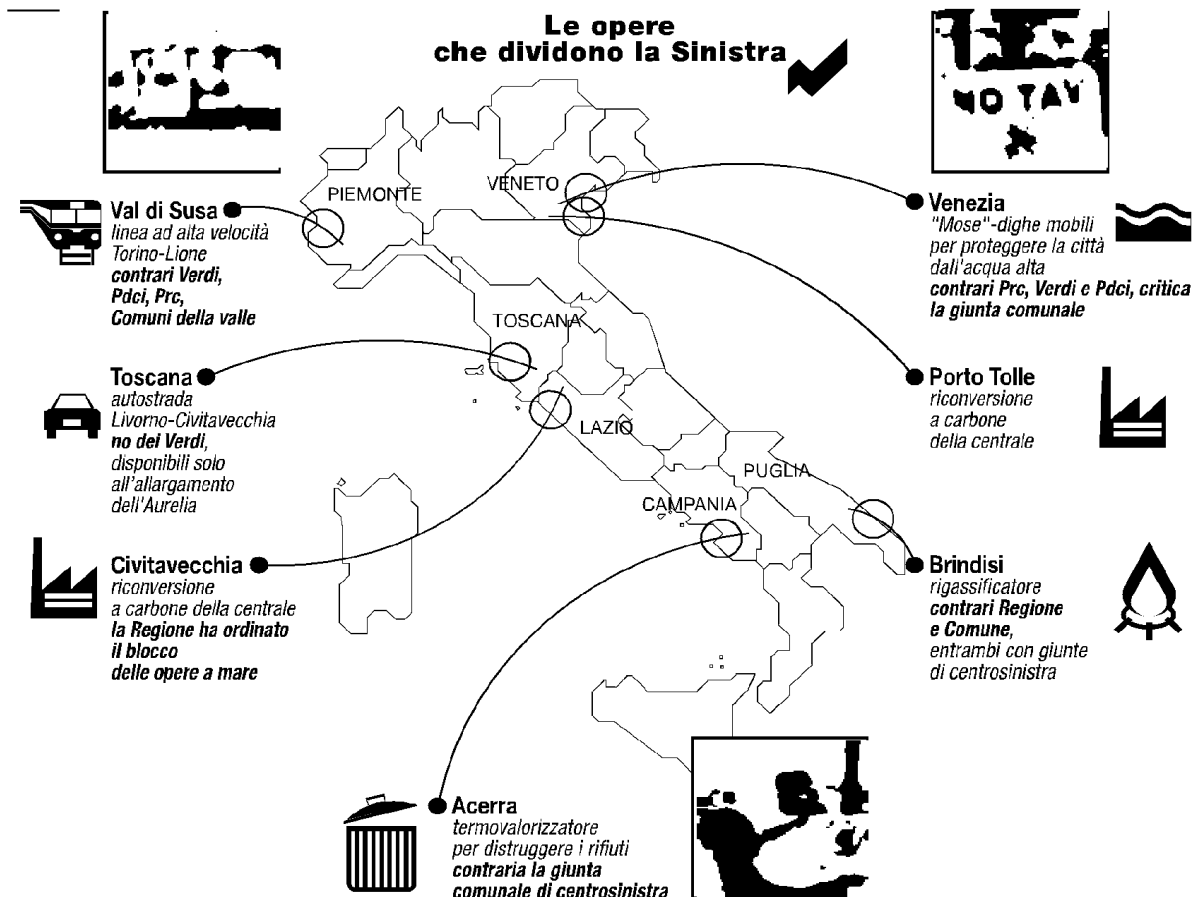 Le opere
che dividono la Sinistra
NO TAV
PIEMONTE
VENETO
TOSCANA
LAZIO
CAMPANIA
PUGLIA
Val di Susa
linea ad alta velocità
Torino-Lione
contrari Verdi,
Pdci, Prc,
Comuni della valle
Toscana
autostrada
Livorno-Civitavecchia
no dei Verdi,
disponibili solo
all'allargamento
dell'Aurelia
Civitavecchia
riconversione
a carbone della centrale
la Regione ha ordinato
il blocco
delle opere a mare
Acerra
termovalorizzatore
per distruggere i rifiuti
contraria la giunta
comunale di centrosinistra
Venezia
"Mose"-dighe mobili
per proteggere la città
dall'acqua alta
contrari Prc, Verdi e Pdci, critica
la giunta comunale
Porto Tolle
riconversione
a carbone
della centrale
Brindisi
rigassificatore
contrari Regione
e Comune,
entrambi con giunte
di centrosinistra